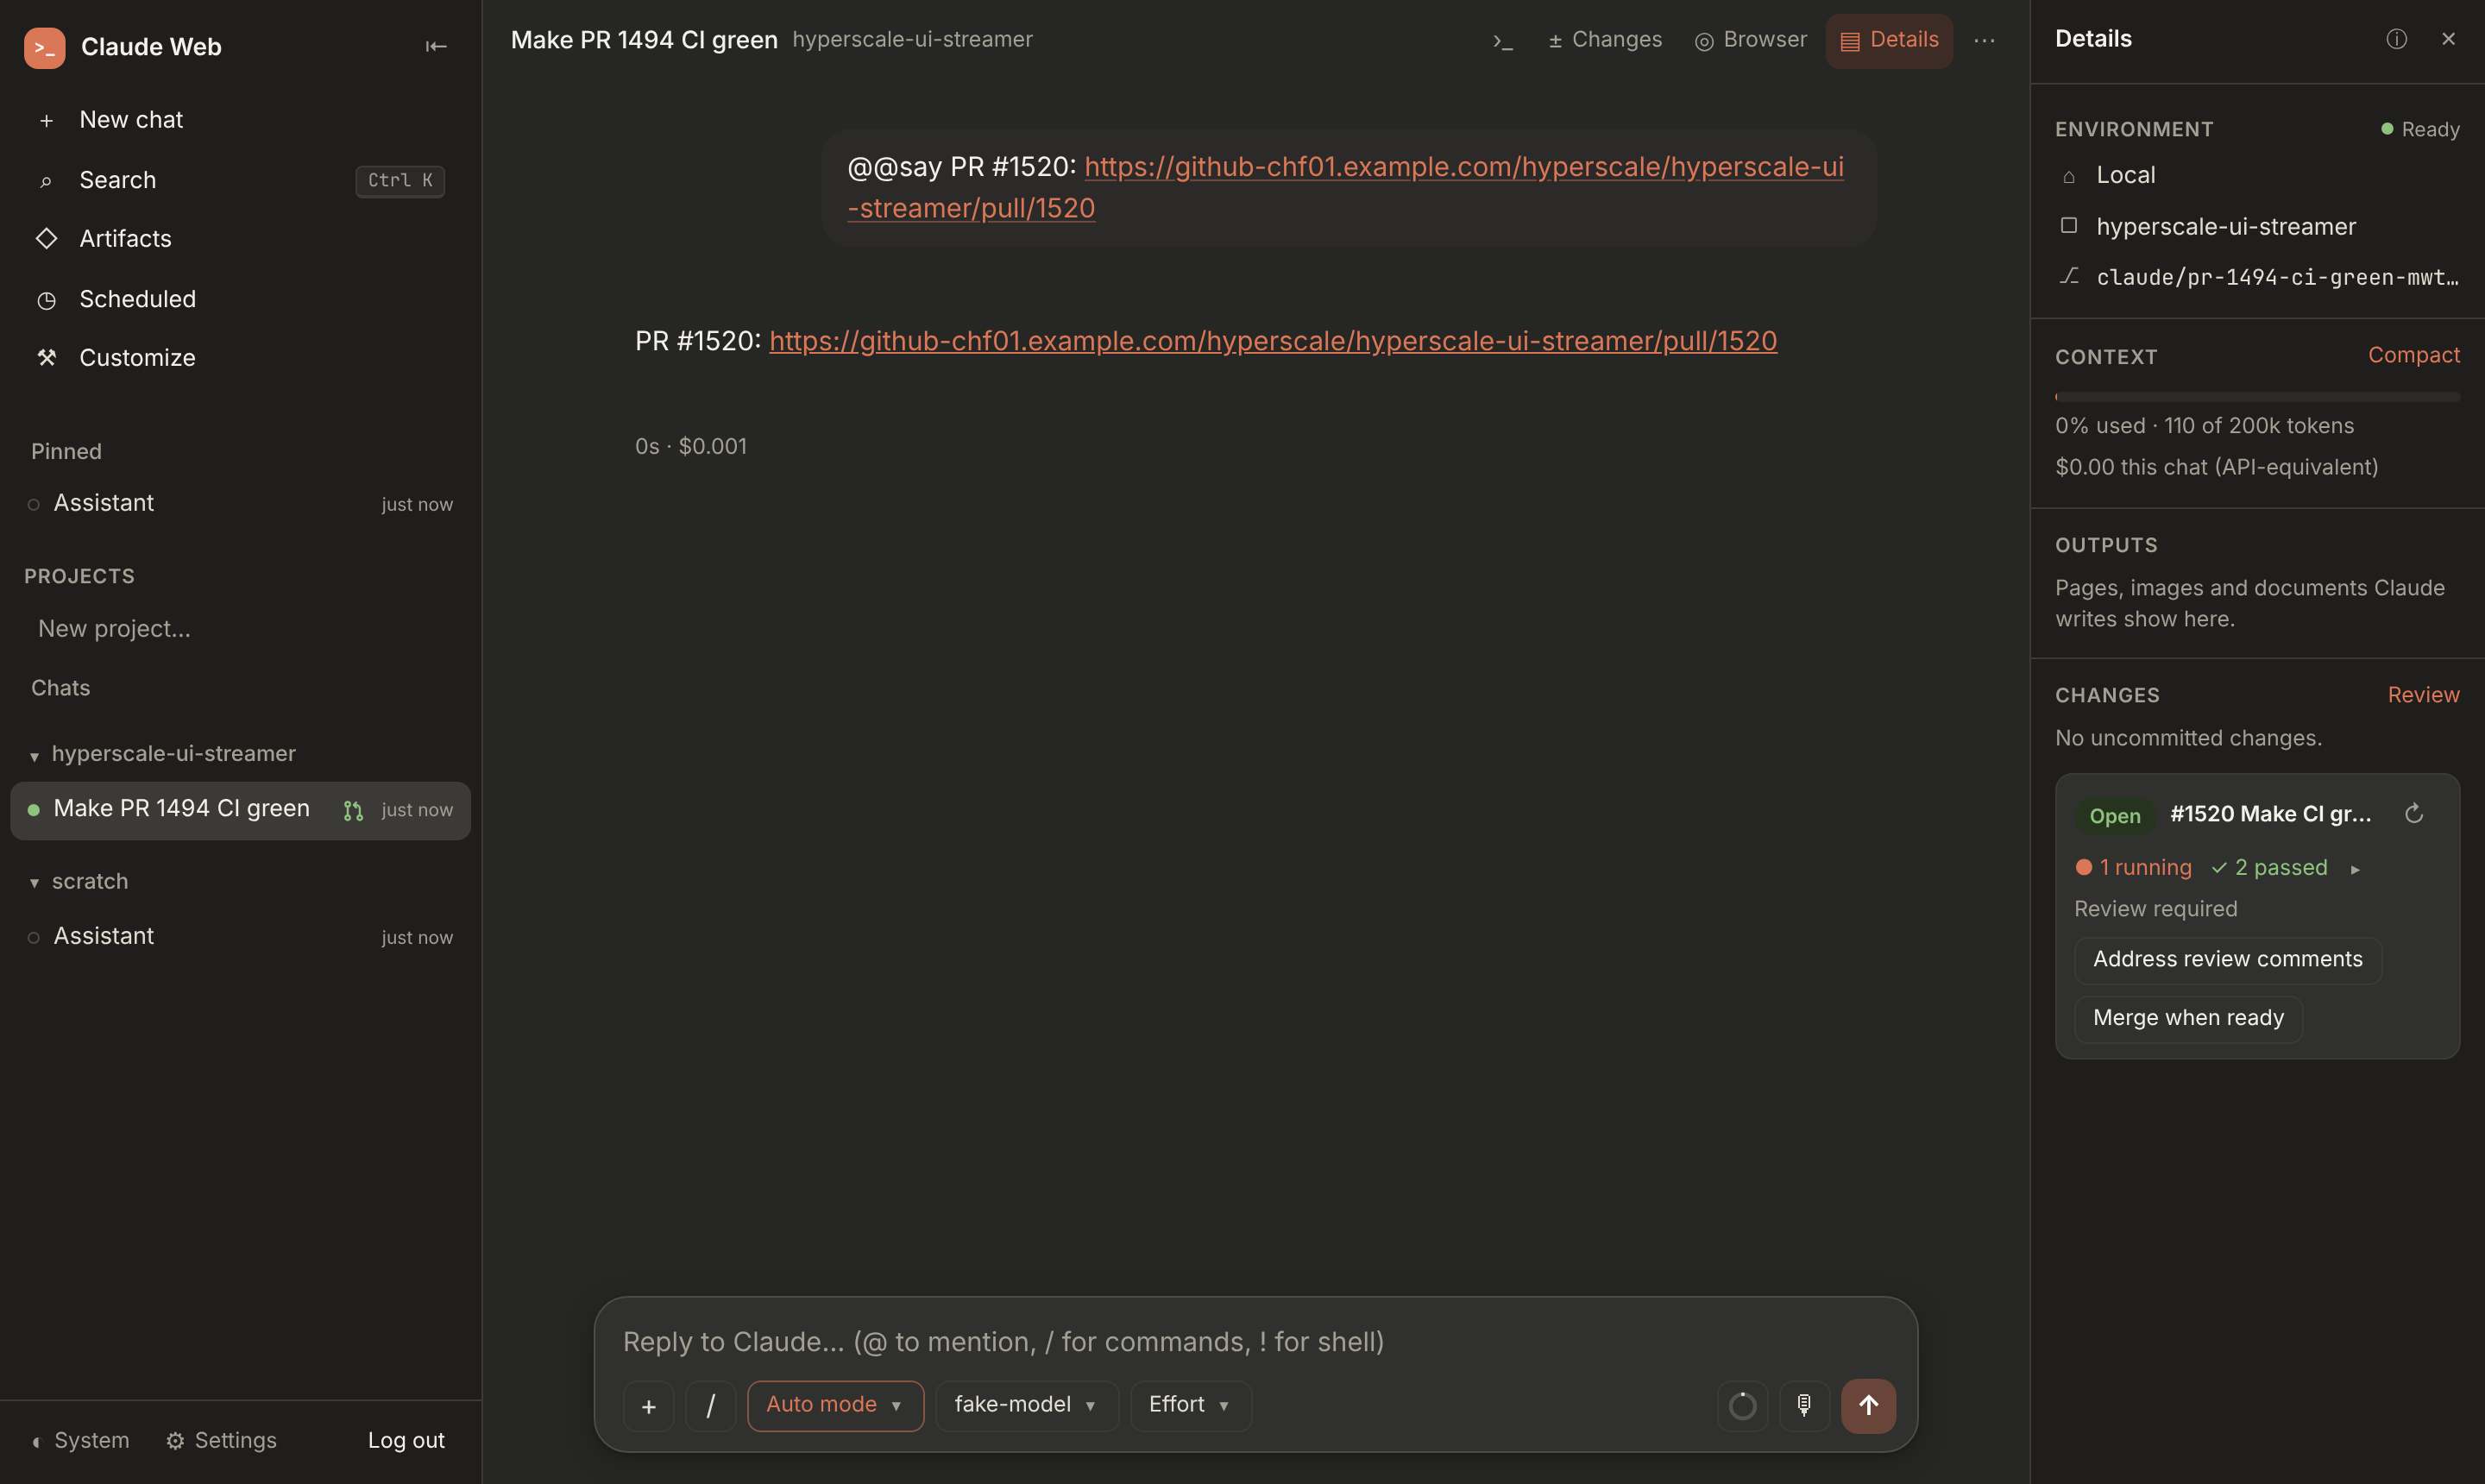 >_ Claude Web
+ New chat
Search Ctrl K
Artifacts
Scheduled
Customize
Pinned
Assistant just now
PROJECTS
New project...
Chats
hyperscale-ui-streamer
Make PR 1494 CI green just now
scratch
Assistant just now
System Settings Log out
Make PR 1494 CI green hyperscale-ui-streamer
>_ ± Changes Browser Details ...
@@say PR #1520: https://github-chf01.example.com/hyperscale/hyperscale-ui
-streamer/pull/1520
PR #1520: https://github-chf01.example.com/hyperscale/hyperscale-ui-streamer/pull/1520
0s · $0.001
Reply to Claude... (@ to mention, / for commands, ! for shell)
+ / Auto mode fake-model Effort
Details
ENVIRONMENT Ready
Local
hyperscale-ui-streamer
claude/pr-1494-ci-green-mwt…
CONTEXT Compact
0% used · 110 of 200k tokens
$0.00 this chat (API-equivalent)
OUTPUTS
Pages, images and documents Claude
writes show here.
CHANGES Review
No uncommitted changes.
Open #1520 Make CI gr...
1 running ✓ 2 passed
Review required
Address review comments
Merge when ready